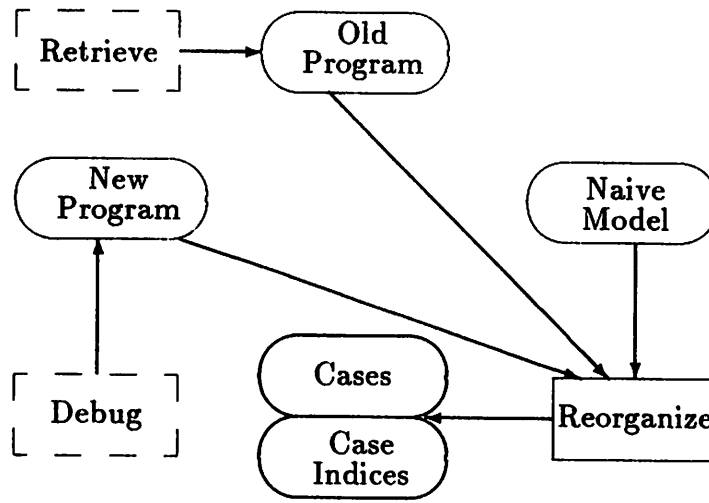 Retrieve
Old
Program
New
Program
Naive
Model
Cases
Debug
Reorganize
Case
Indices